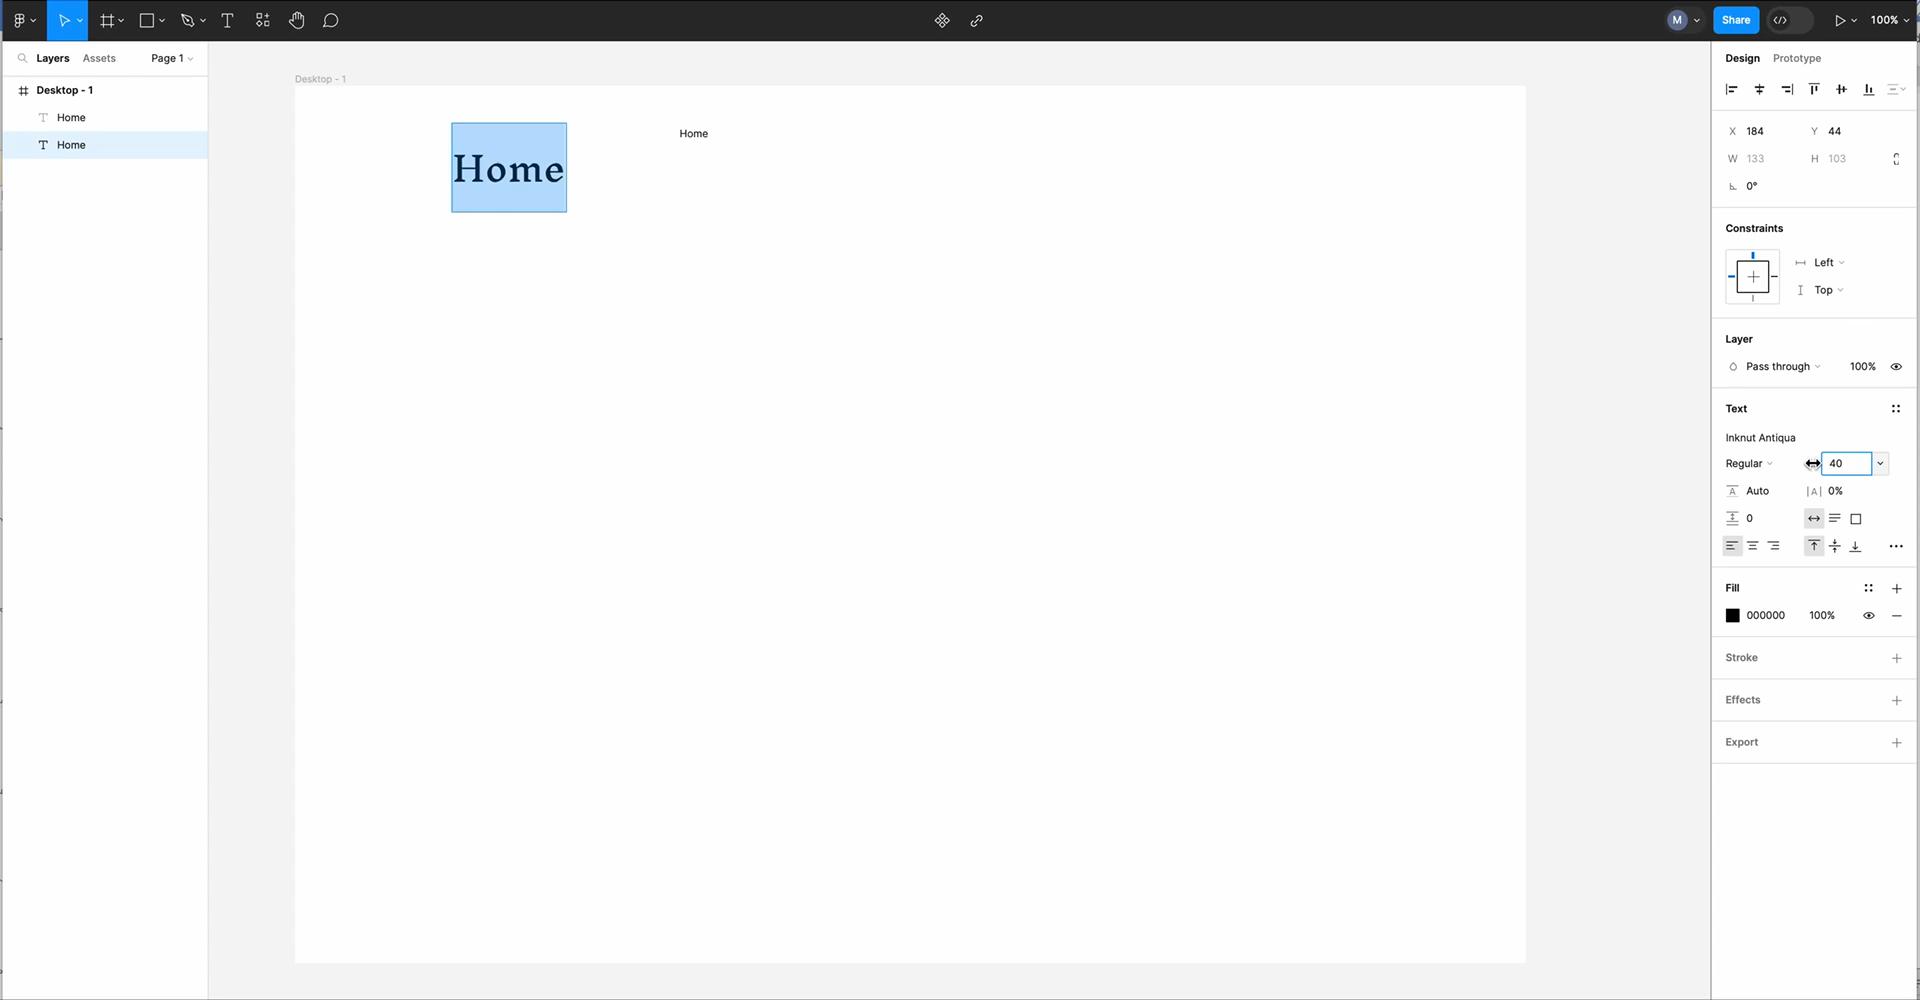 M
Share
100%
Layers
Assets
Page 1
Desktop - 1
Home
Home
Desktop - 1
Home
Home
Design
Prototype
X 184
Y 44
W 133
H 103
0°
Constraints
Left
Top
Layer
Pass through
100%
Text
Inknut Antiqua
Regular
40
A Auto
|A| 0%
0
Fill
000000
100%
Stroke
Effects
Export